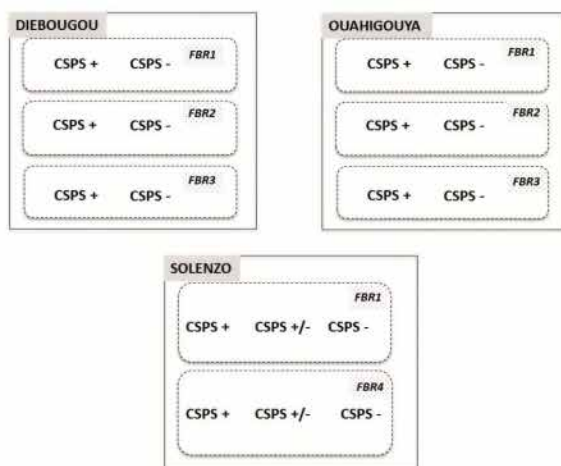 DIEBOUGOU
FBR1
CSPS + CSPS -
FBR2
CSPS + CSPS -
FBR3
CSPS + CSPS -
OUAHIGOUYA
FBR1
CSPS + CSPS -
FBR2
CSPS + CSPS -
FBR3
CSPS + CSPS -
SOLENZO
FBR1
CSPS + CSPS +/- CSPS -
FBR4
CSPS + CSPS +/- CSPS -